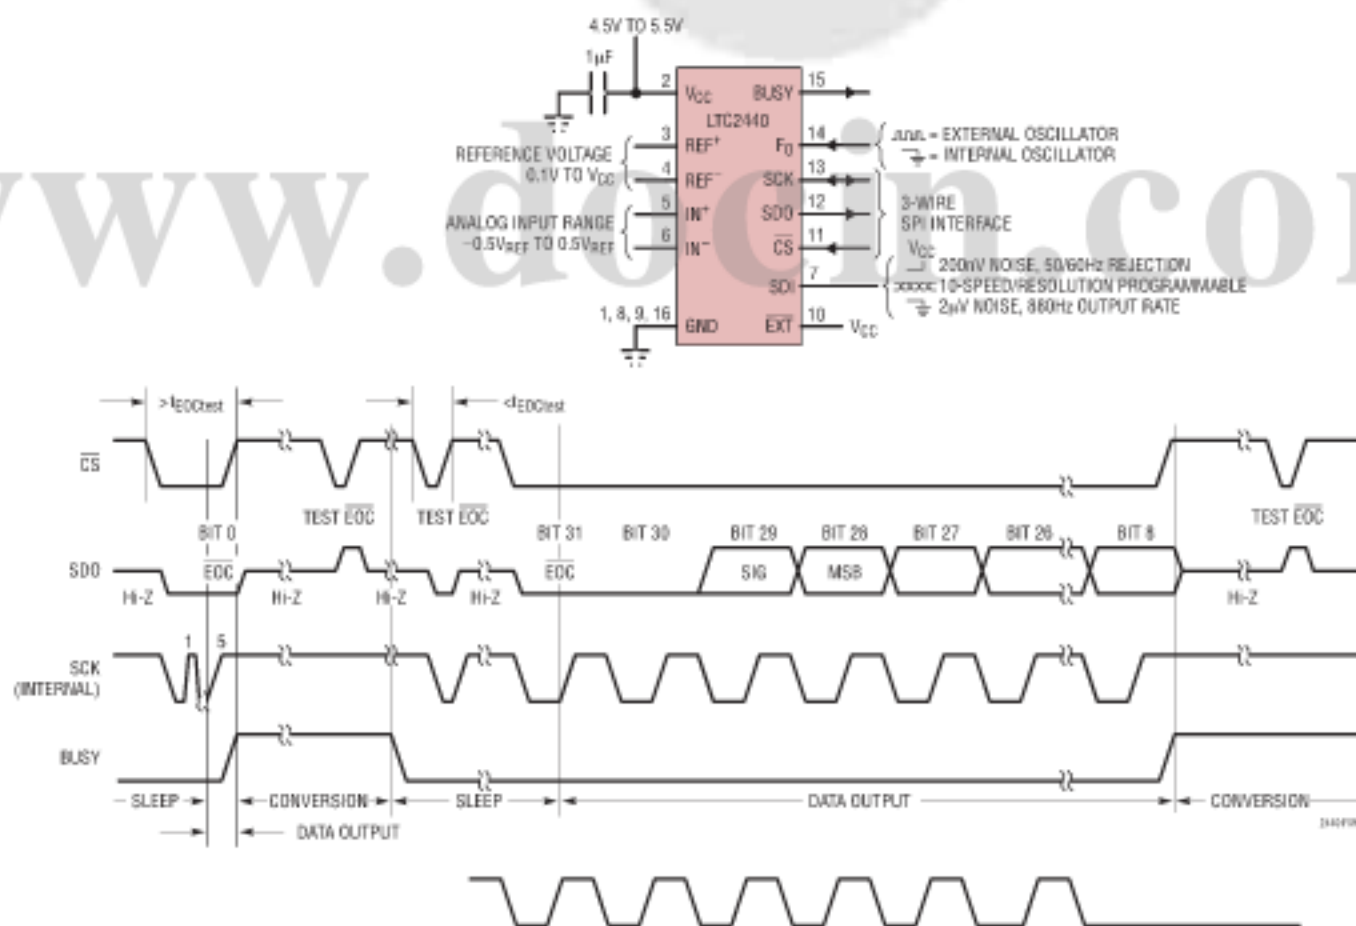 4.5V TO 5.5V
1µF
2
VCC
BUSY
15
LTC2440
3
REF+
FO
14
= EXTERNAL OSCILLATOR
= INTERNAL OSCILLATOR
REFERENCE VOLTAGE
0.1V TO VCC
4
REF−
SCK
13
5
IN+
SDO
12
3-WIRE
SPI INTERFACE
ANALOG INPUT RANGE
−0.5VREF TO 0.5VREF
6
IN−
CS
11
VCC
7
SDI
200nV NOISE, 50/60Hz REJECTION
10-SPEED/RESOLUTION PROGRAMMABLE
2µV NOISE, 880Hz OUTPUT RATE
1, 8, 9, 16
GND
EXT
10
VCC
www.docin.co
>tEOCtest
<tEOCtest
CS
TEST EOC
TEST EOC
TEST EOC
BIT 0
BIT 31
BIT 30
BIT 29
BIT 28
BIT 27
BIT 26
BIT 8
SDO
EOC
EOC
SIG
MSB
Hi-Z
Hi-Z
Hi-Z
Hi-Z
Hi-Z
1
5
SCK
(INTERNAL)
BUSY
SLEEP
CONVERSION
SLEEP
DATA OUTPUT
CONVERSION
DATA OUTPUT